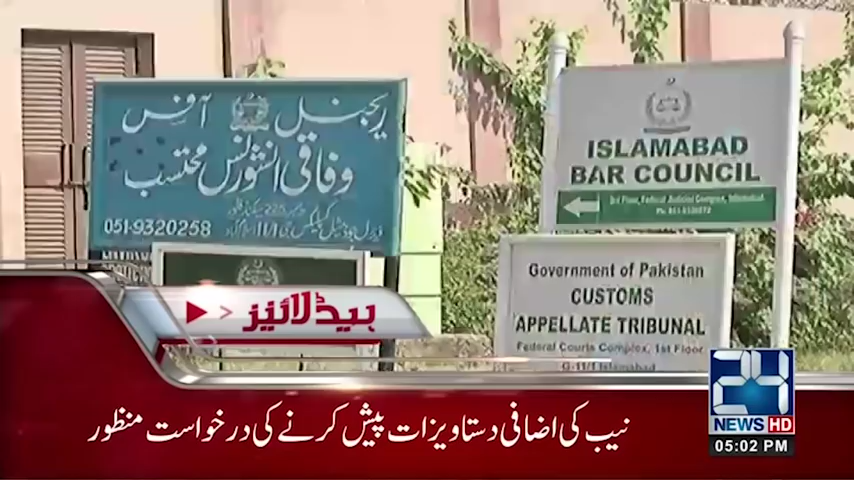 ریجنل آفس
وفاقی انشورنس محتسب
051-9320258
ISLAMABAD
BAR COUNCIL
3rd Floor, Federal Judicial Complex, Islamabad
Government of Pakistan
CUSTOMS
APPELLATE TRIBUNAL
Federal Courts Complex, 1st Floor
G-11/1 Islamabad
ہیڈلائنز
نیب کی اضافی دستاویزات پیش کرنے کی درخواست منظور
24
NEWS HD
05:02 PM